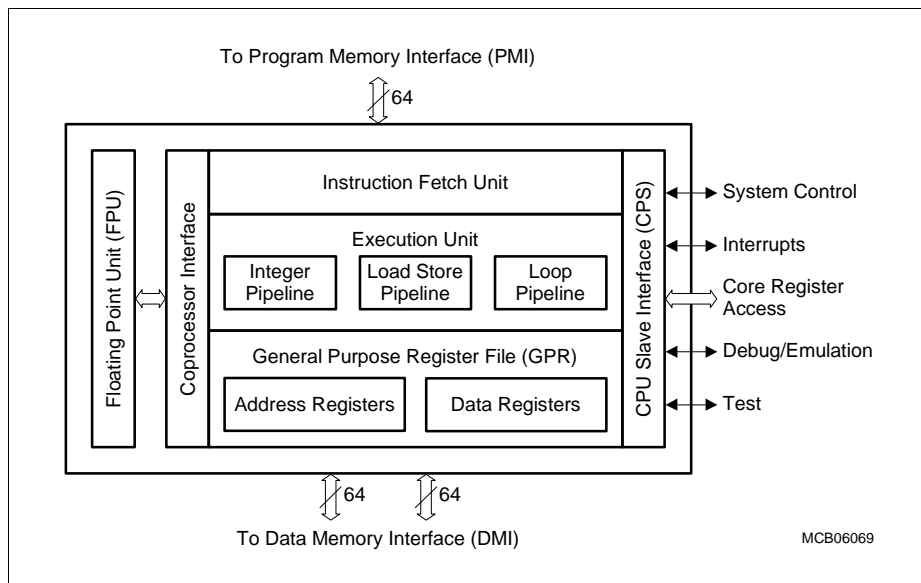 To Program Memory Interface (PMI)
64
Floating Point Unit (FPU)
Coprocessor Interface
Instruction Fetch Unit
Execution Unit
Integer
Pipeline
Load Store
Pipeline
Loop
Pipeline
General Purpose Register File (GPR)
Address Registers
Data Registers
CPU Slave Interface (CPS)
System Control
Interrupts
Core Register
Access
Debug/Emulation
Test
64
64
To Data Memory Interface (DMI)
MCB06069